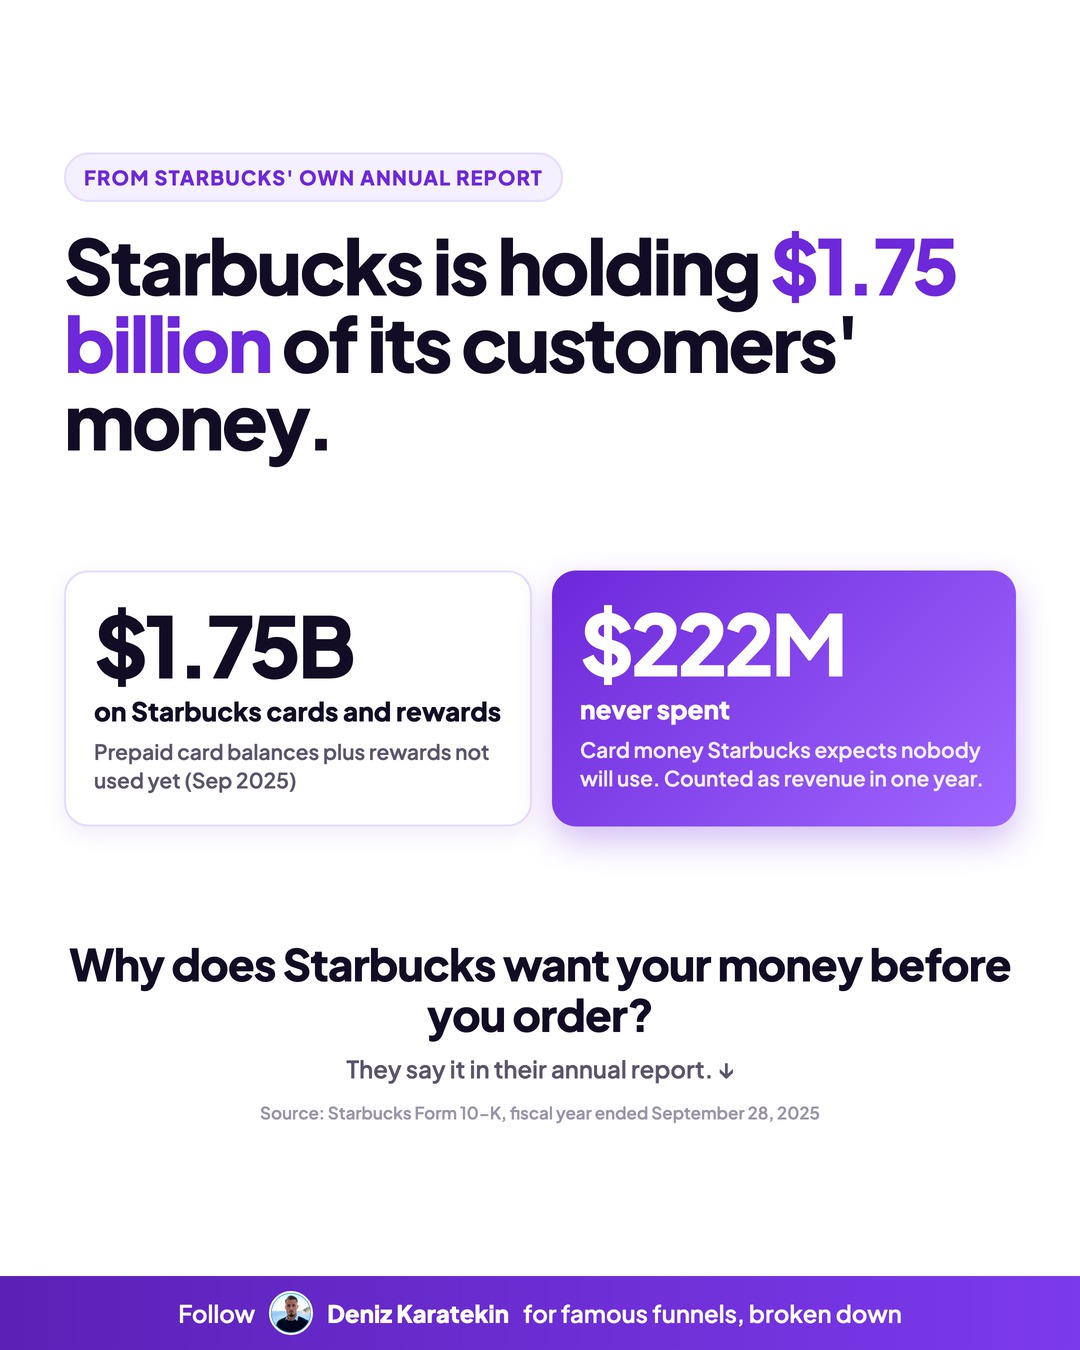 FROM STARBUCKS' OWN ANNUAL REPORT
Starbucks is holding $1.75
billion of its customers'
money.
$1.75B
on Starbucks cards and rewards
Prepaid card balances plus rewards not
used yet (Sep 2025)
$222M
never spent
Card money Starbucks expects nobody
will use. Counted as revenue in one year.
Why does Starbucks want your money before
you order?
They say it in their annual report. ↓
Source: Starbucks Form 10-K, fiscal year ended September 28, 2025
Follow Deniz Karatekin for famous funnels, broken down